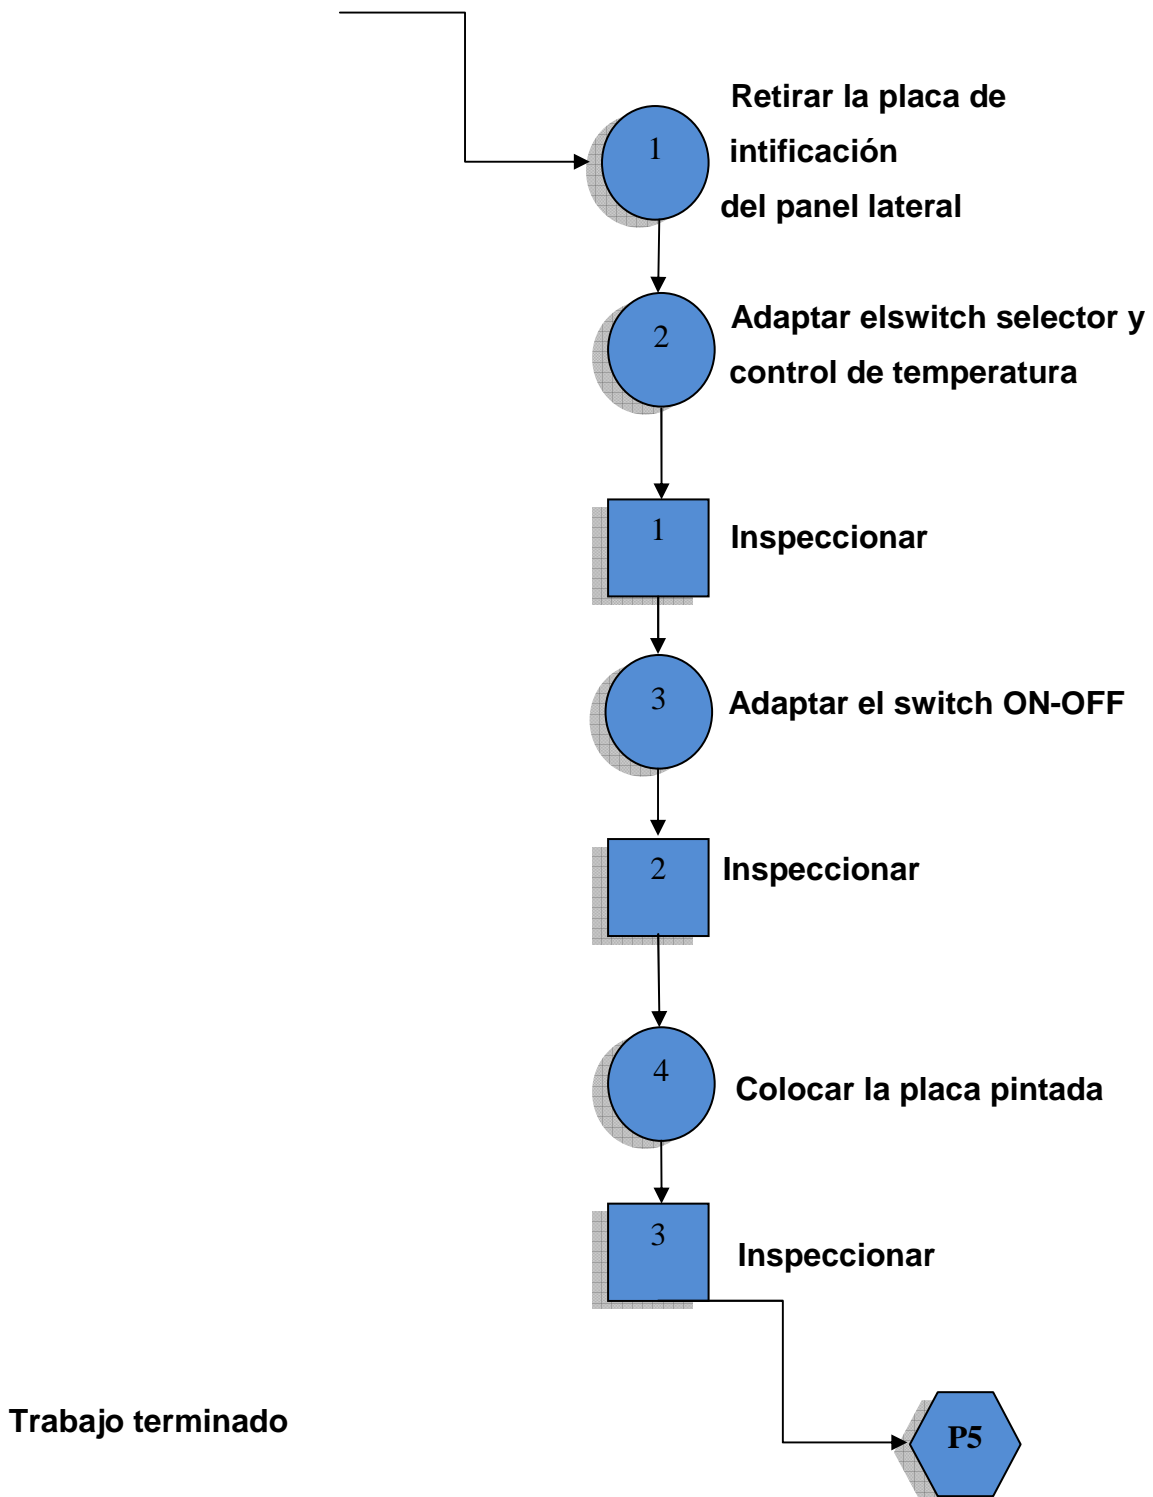 Retirar la placa de
1
intificación
del panel lateral
2
Adaptar elswitch selector y
control de temperatura
1
Inspeccionar
3
Adaptar el switch ON-OFF
2
Inspeccionar
4
Colocar la placa pintada
3
Inspeccionar
Trabajo terminado
P5